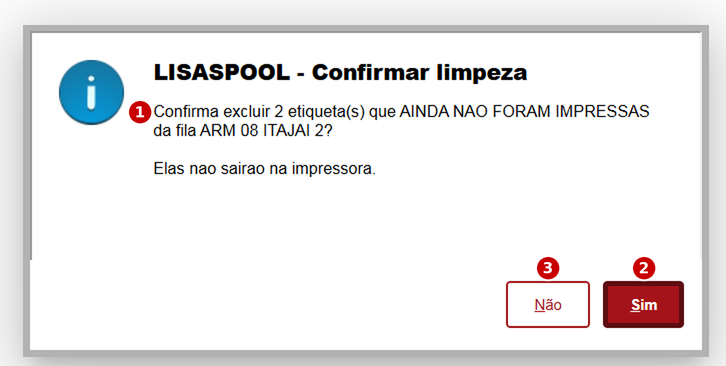 LISASPOOL - Confirmar limpeza
1 Confirma excluir 2 etiqueta(s) que AINDA NAO FORAM IMPRESSAS
da fila ARM 08 ITAJAI 2?
Elas nao sairao na impressora.
3 2
Não Sim